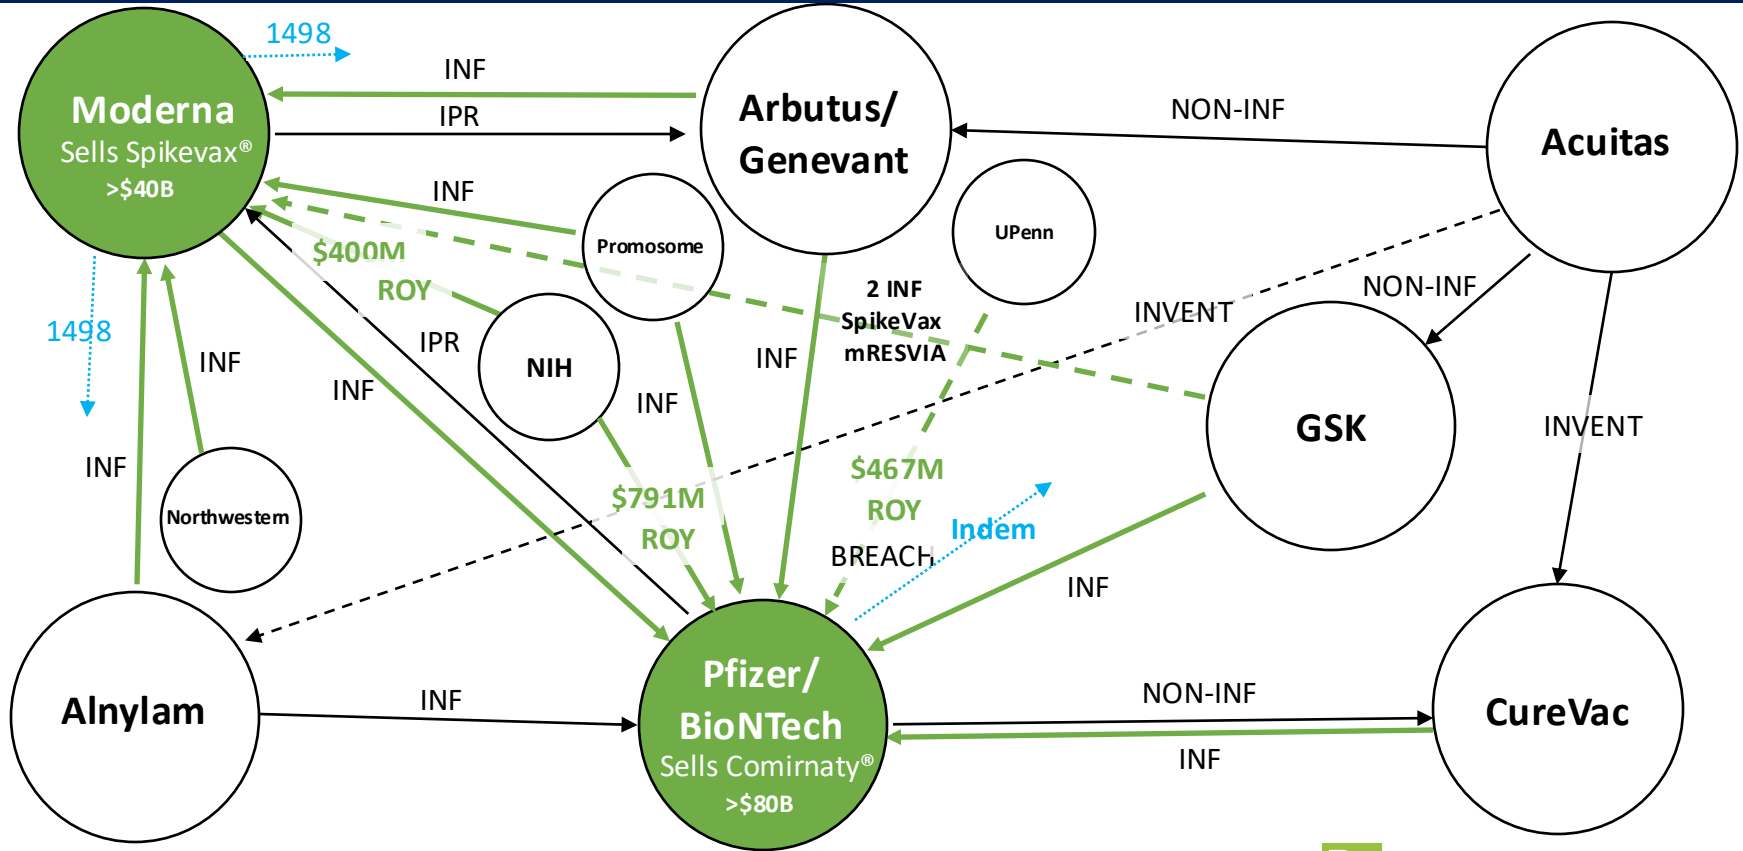 1498
INF
Moderna
Sells Spikevax®
>$40B
IPR
Arbutus/
Genevant
NON-INF
Acuitas
INF
Promosome
UPenn
$400M
ROY
2 INF
SpikeVax
mRESVIA
INVENT
NON-INF
1498
INF
IPR
INF
NIH
INF
INF
GSK
INVENT
INF
Northwestern
$791M
ROY
$467M
ROY
BREACH
Indem
INF
Alnylam
INF
Pfizer/
BioNTech
Sells Comirnaty®
>$80B
NON-INF
INF
CureVac